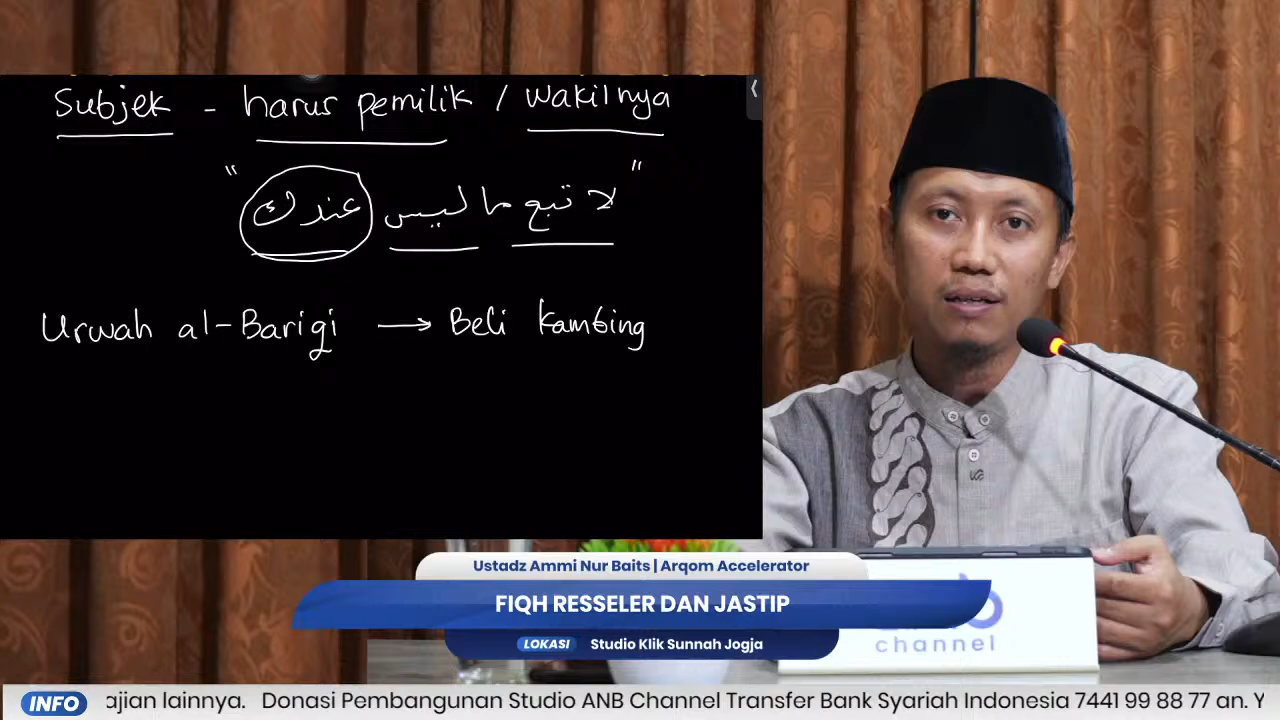 Subjek - harus pemilik / Wakilnya
" لا تبع ما ليس عندك "
Urwah al-Bariqi → Beli Kambing
Ustadz Ammi Nur Baits | Arqom Accelerator
FIQH RESSELER DAN JASTIP
LOKASI Studio Klik Sunnah Jogja
channel
INFO ajian lainnya. Donasi Pembangunan Studio ANB Channel Transfer Bank Syariah Indonesia 7441 99 88 77 an. Y